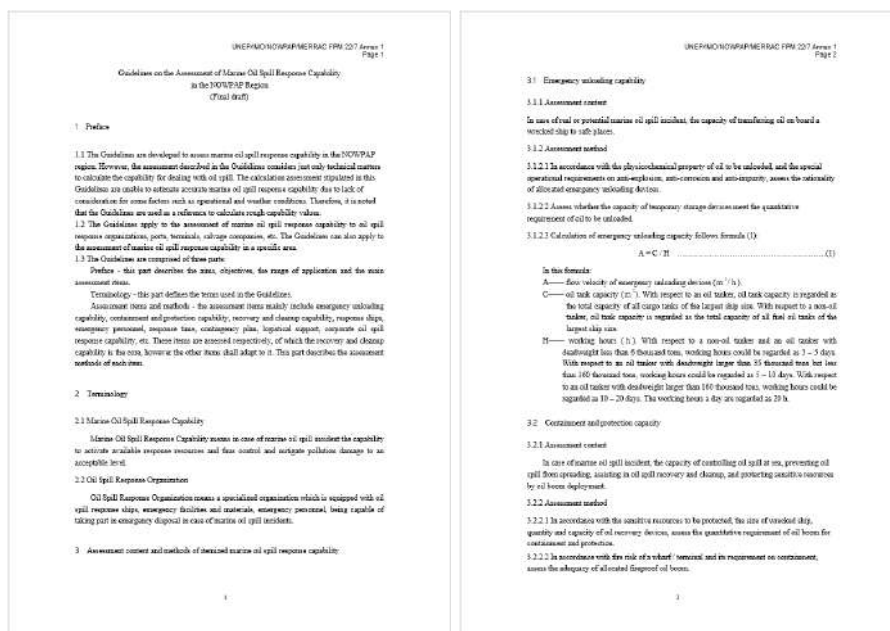 UNEP/IMO/NOWPAP/MERRAC FPM 22/7 Annex 1
Page 1
Guidelines on the Assessment of Marine Oil Spill Response Capability
in the NOWPAP Region
(Final draft)
1 Preface
1.1 The Guidelines are developed to assess marine oil spill response capability in the NOWPAP
region. However, the assessment described in the Guidelines considers just only technical matters
to calculate the capability for dealing with oil spill. The calculation assessment stipulated in this
Guidelines are unable to estimate accurate marine oil spill response capability due to lack of
consideration for some factors such as operational and weather conditions. Therefore, it is noted
that the Guidelines are used as a reference to calculate rough capability values.
1.2 The Guidelines apply to the assessment of marine oil spill response capability to oil spill
response organizations, ports, terminals, salvage companies, etc. The Guidelines can also apply to
the assessment of marine oil spill response capability in a specific area.
1.3 The Guidelines are comprised of three parts:
Preface - this part describes the aims, objectives, the range of application and the main
assessment items.
Terminology - this part defines the terms used in the Guidelines.
Assessment items and methods - the assessment items mainly include emergency unloading
capability, containment and protection capability, recovery and cleanup capability, response ships,
emergency personnel, response time, contingency plan, logistical support, corporate oil spill
response capability, etc. These items are assessed respectively, of which the recovery and cleanup
capability is the core, however the other items shall adapt to it. This part describes the assessment
methods of each item.
2 Terminology
2.1 Marine Oil Spill Response Capability
Marine Oil Spill Response Capability means in case of marine oil spill incident the capability
to activate available response resources and thus control and mitigate pollution damage to an
acceptable level.
2.2 Oil Spill Response Organization
Oil Spill Response Organization means a specialized organization which is equipped with oil
spill response ships, emergency facilities and materials, emergency personnel, being capable of
taking part in emergency disposal in case of marine oil spill incidents.
3 Assessment content and methods of itemized marine oil spill response capability
1
UNEP/IMO/NOWPAP/MERRAC FPM 22/7 Annex 1
Page 2
3.1 Emergency unloading capability
3.1.1 Assessment content
In case of real or potential marine oil spill incident, the capacity of transferring oil on board a
wrecked ship to safe places.
3.1.2 Assessment method
3.1.2.1 In accordance with the physicochemical property of oil to be unloaded, and the special
operational requirements on anti-explosion, anti-corrosion and anti-impurity, assess the rationality
of allocated emergency unloading devices.
3.1.2.2 Assess whether the capacity of temporary storage devices meet the quantitative
requirement of oil to be unloaded.
3.1.2.3 Calculation of emergency unloading capacity follows formula (1):
A = C / H ..............................................(1)
In this formula:
A—— flow velocity of emergency unloading devices (m³/h).
C—— oil tank capacity (m³). With respect to an oil tanker, oil tank capacity is regarded as
the total capacity of all cargo tanks of the largest ship size. With respect to a non-oil
tanker, oil tank capacity is regarded as the total capacity of all fuel oil tanks of the
largest ship size.
H—— working hours (h). With respect to a non-oil tanker and an oil tanker with
deadweight less than 6 thousand tons, working hours could be regarded as 3 – 5 days.
With respect to an oil tanker with deadweight larger than 35 thousand tons but less
than 160 thousand tons, working hours could be regarded as 5 – 10 days. With respect
to an oil tanker with deadweight larger than 160 thousand tons, working hours could be
regarded as 10 – 20 days. The working hours a day are regarded as 20 h.
3.2 Containment and protection capacity
3.2.1 Assessment content
In case of marine oil spill incident, the capacity of controlling oil spill at sea, preventing oil
spill from spreading, assisting in oil spill recovery and cleanup, and protecting sensitive resources
by oil boom deployment.
3.2.2 Assessment method
3.2.2.1 In accordance with the sensitive resources to be protected, the size of wrecked ship,
quantity and capacity of oil recovery devices, assess the quantitative requirement of oil boom for
containment and protection.
3.2.2.2 In accordance with fire risk of a wharf / terminal and its requirement on containment,
assess the adequacy of allocated fireproof oil boom.
2